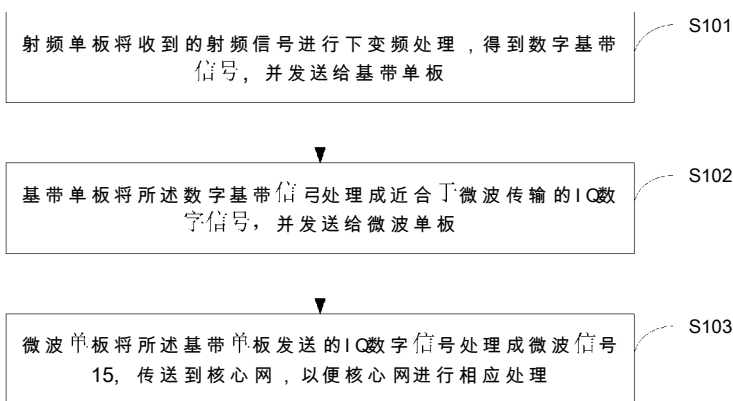 射频单板将收到的射频信号进行下变频处理，得到数字基带
信号，并发送给基带单板
S101
基带单板将所述数字基带信弓处理成近合于微波传输的IQ数
字信号，并发送给微波单板
S102
微波单板将所述基带单板发送的IQ数字信号处理成微波信号
15，传送到核心网，以便核心网进行相应处理
S103